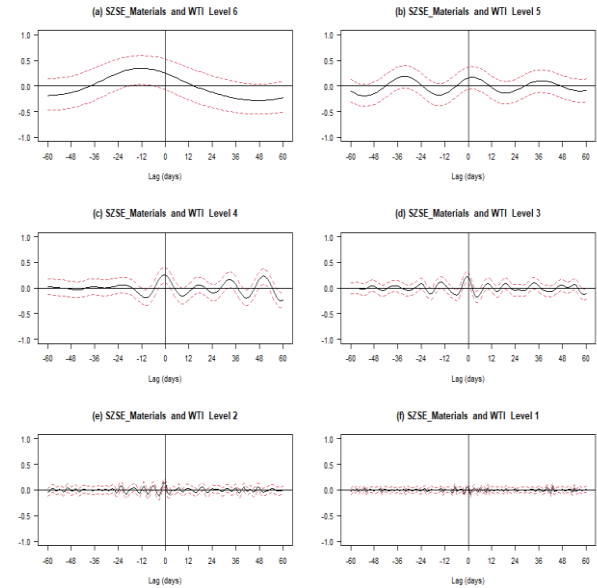 (a) SZSE_Materials and WTI Level 6
1.0
0.5
0.0
-0.5
-1.0
-60 -48 -36 -24 -12 0 12 24 36 48 60
Lag (days)
(b) SZSE_Materials and WTI Level 5
1.0
0.5
0.0
-0.5
-1.0
-60 -48 -36 -24 -12 0 12 24 36 48 60
Lag (days)
(c) SZSE_Materials and WTI Level 4
1.0
0.5
0.0
-0.5
-1.0
-60 -48 -36 -24 -12 0 12 24 36 48 60
Lag (days)
(d) SZSE_Materials and WTI Level 3
1.0
0.5
0.0
-0.5
-1.0
-60 -48 -36 -24 -12 0 12 24 36 48 60
Lag (days)
(e) SZSE_Materials and WTI Level 2
1.0
0.5
0.0
-0.5
-1.0
-60 -48 -36 -24 -12 0 12 24 36 48 60
Lag (days)
(f) SZSE_Materials and WTI Level 1
1.0
0.5
0.0
-0.5
-1.0
-60 -48 -36 -24 -12 0 12 24 36 48 60
Lag (days)